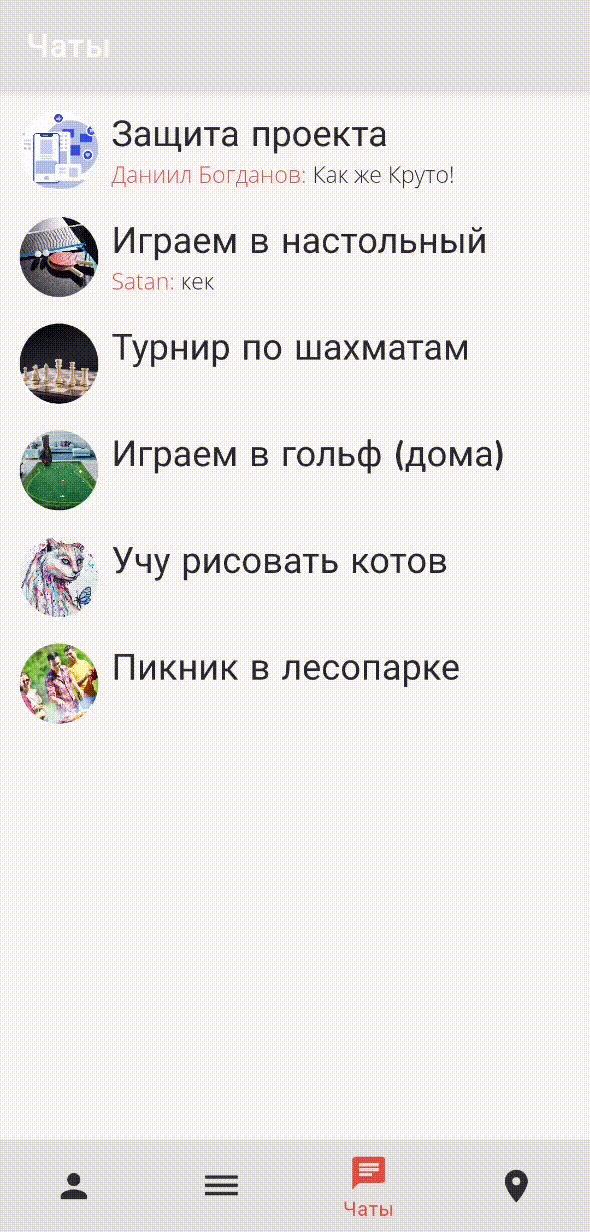 Чаты
Защита проекта
Даниил Богданов: Как же Круто!
Играем в настольный
Satan: кек
Турнир по шахматам
Играем в гольф (дома)
Учу рисовать котов
Пикник в лесопарке
Чаты